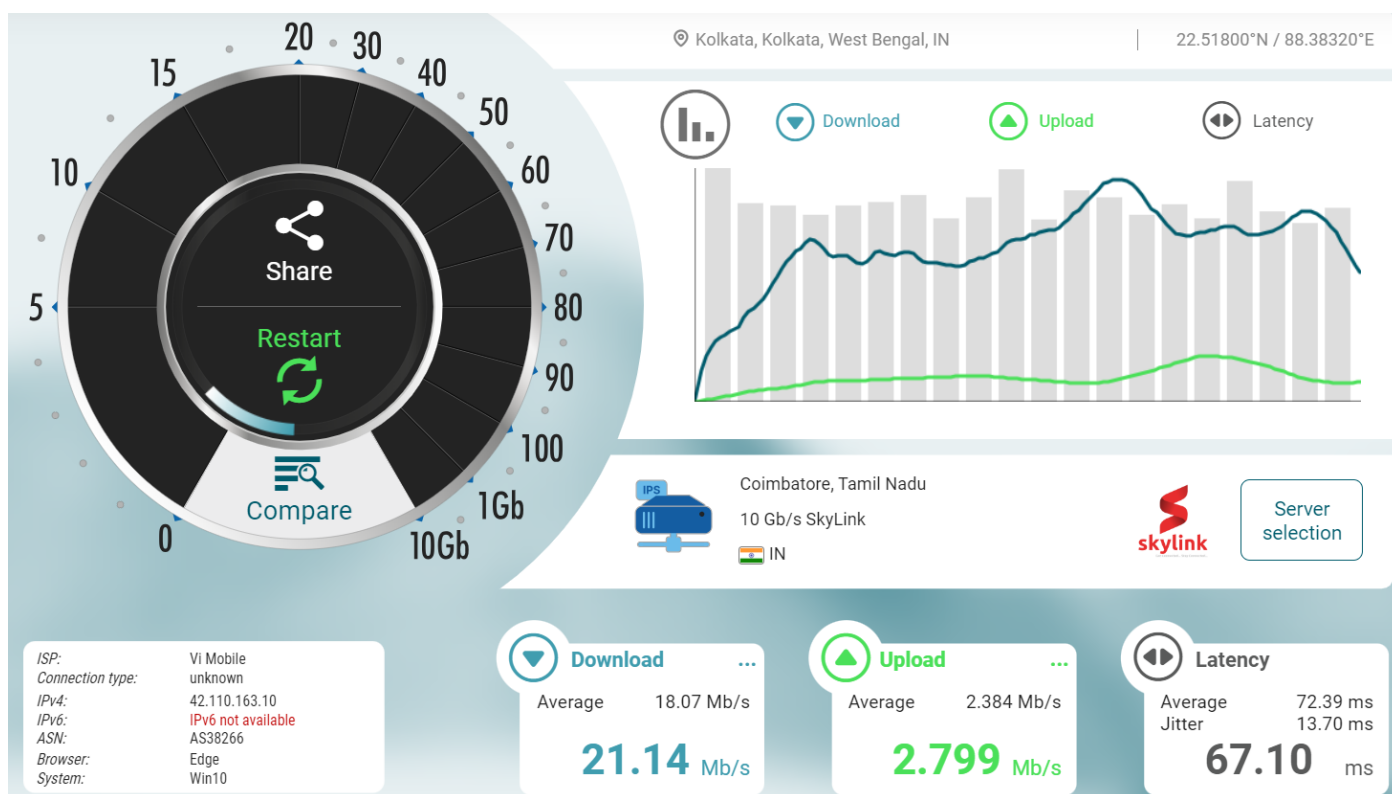 Kolkata, Kolkata, West Bengal, IN
22.51800°N / 88.38320°E
0
5
10
15
20
30
40
50
60
70
80
90
100
1Gb
10Gb
Share
Restart
Compare
Download
Upload
Latency
IPS
Coimbatore, Tamil Nadu
10 Gb/s SkyLink
IN
skylink
Server
selection
ISP: Vi Mobile
Connection type: unknown
IPv4: 42.110.163.10
IPv6: IPv6 not available
ASN: AS38266
Browser: Edge
System: Win10
Download ...
Average 18.07 Mb/s
21.14 Mb/s
Upload ...
Average 2.384 Mb/s
2.799 Mb/s
Latency
Average 72.39 ms
Jitter 13.70 ms
67.10 ms